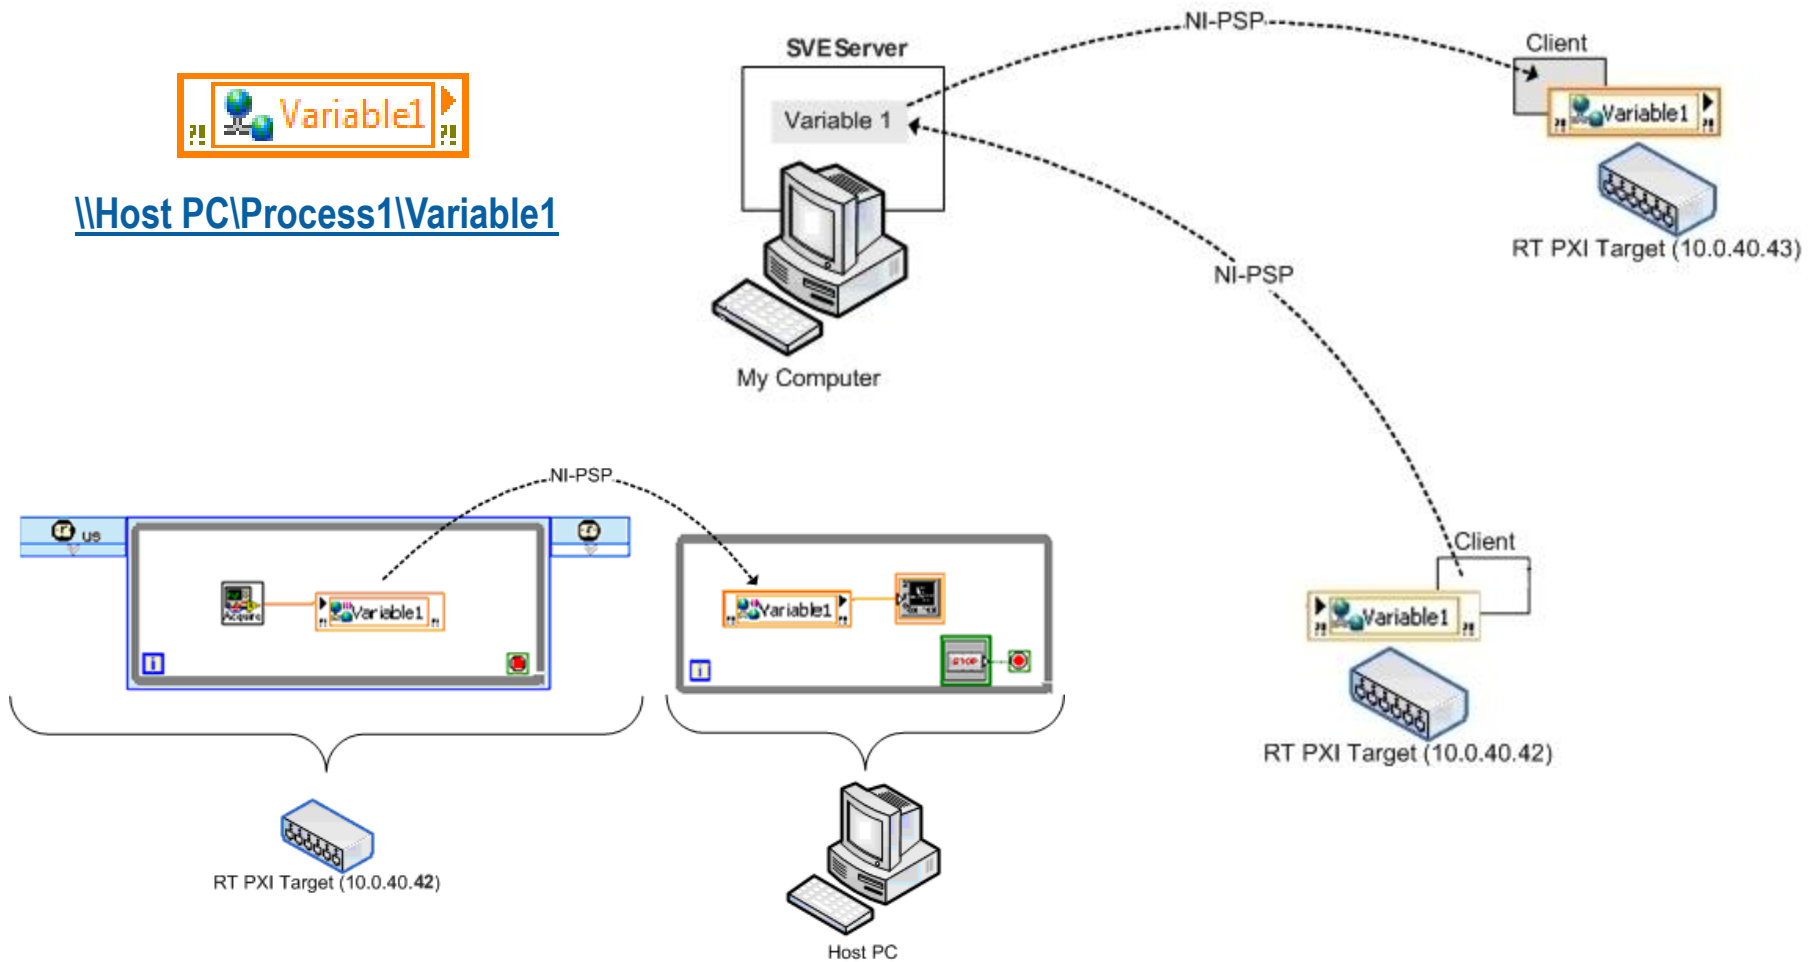 Variable1
\\Host PC\Process1\Variable1
SVE Server
Variable 1
My Computer
NI-PSP
Client
Variable1
RT PXI Target (10.0.40.43)
NI-PSP
Client
Variable1
RT PXI Target (10.0.40.42)
NI-PSP
us
Acquire
Variable1
i
Variable1
STOP
i
RT PXI Target (10.0.40.42)
Host PC